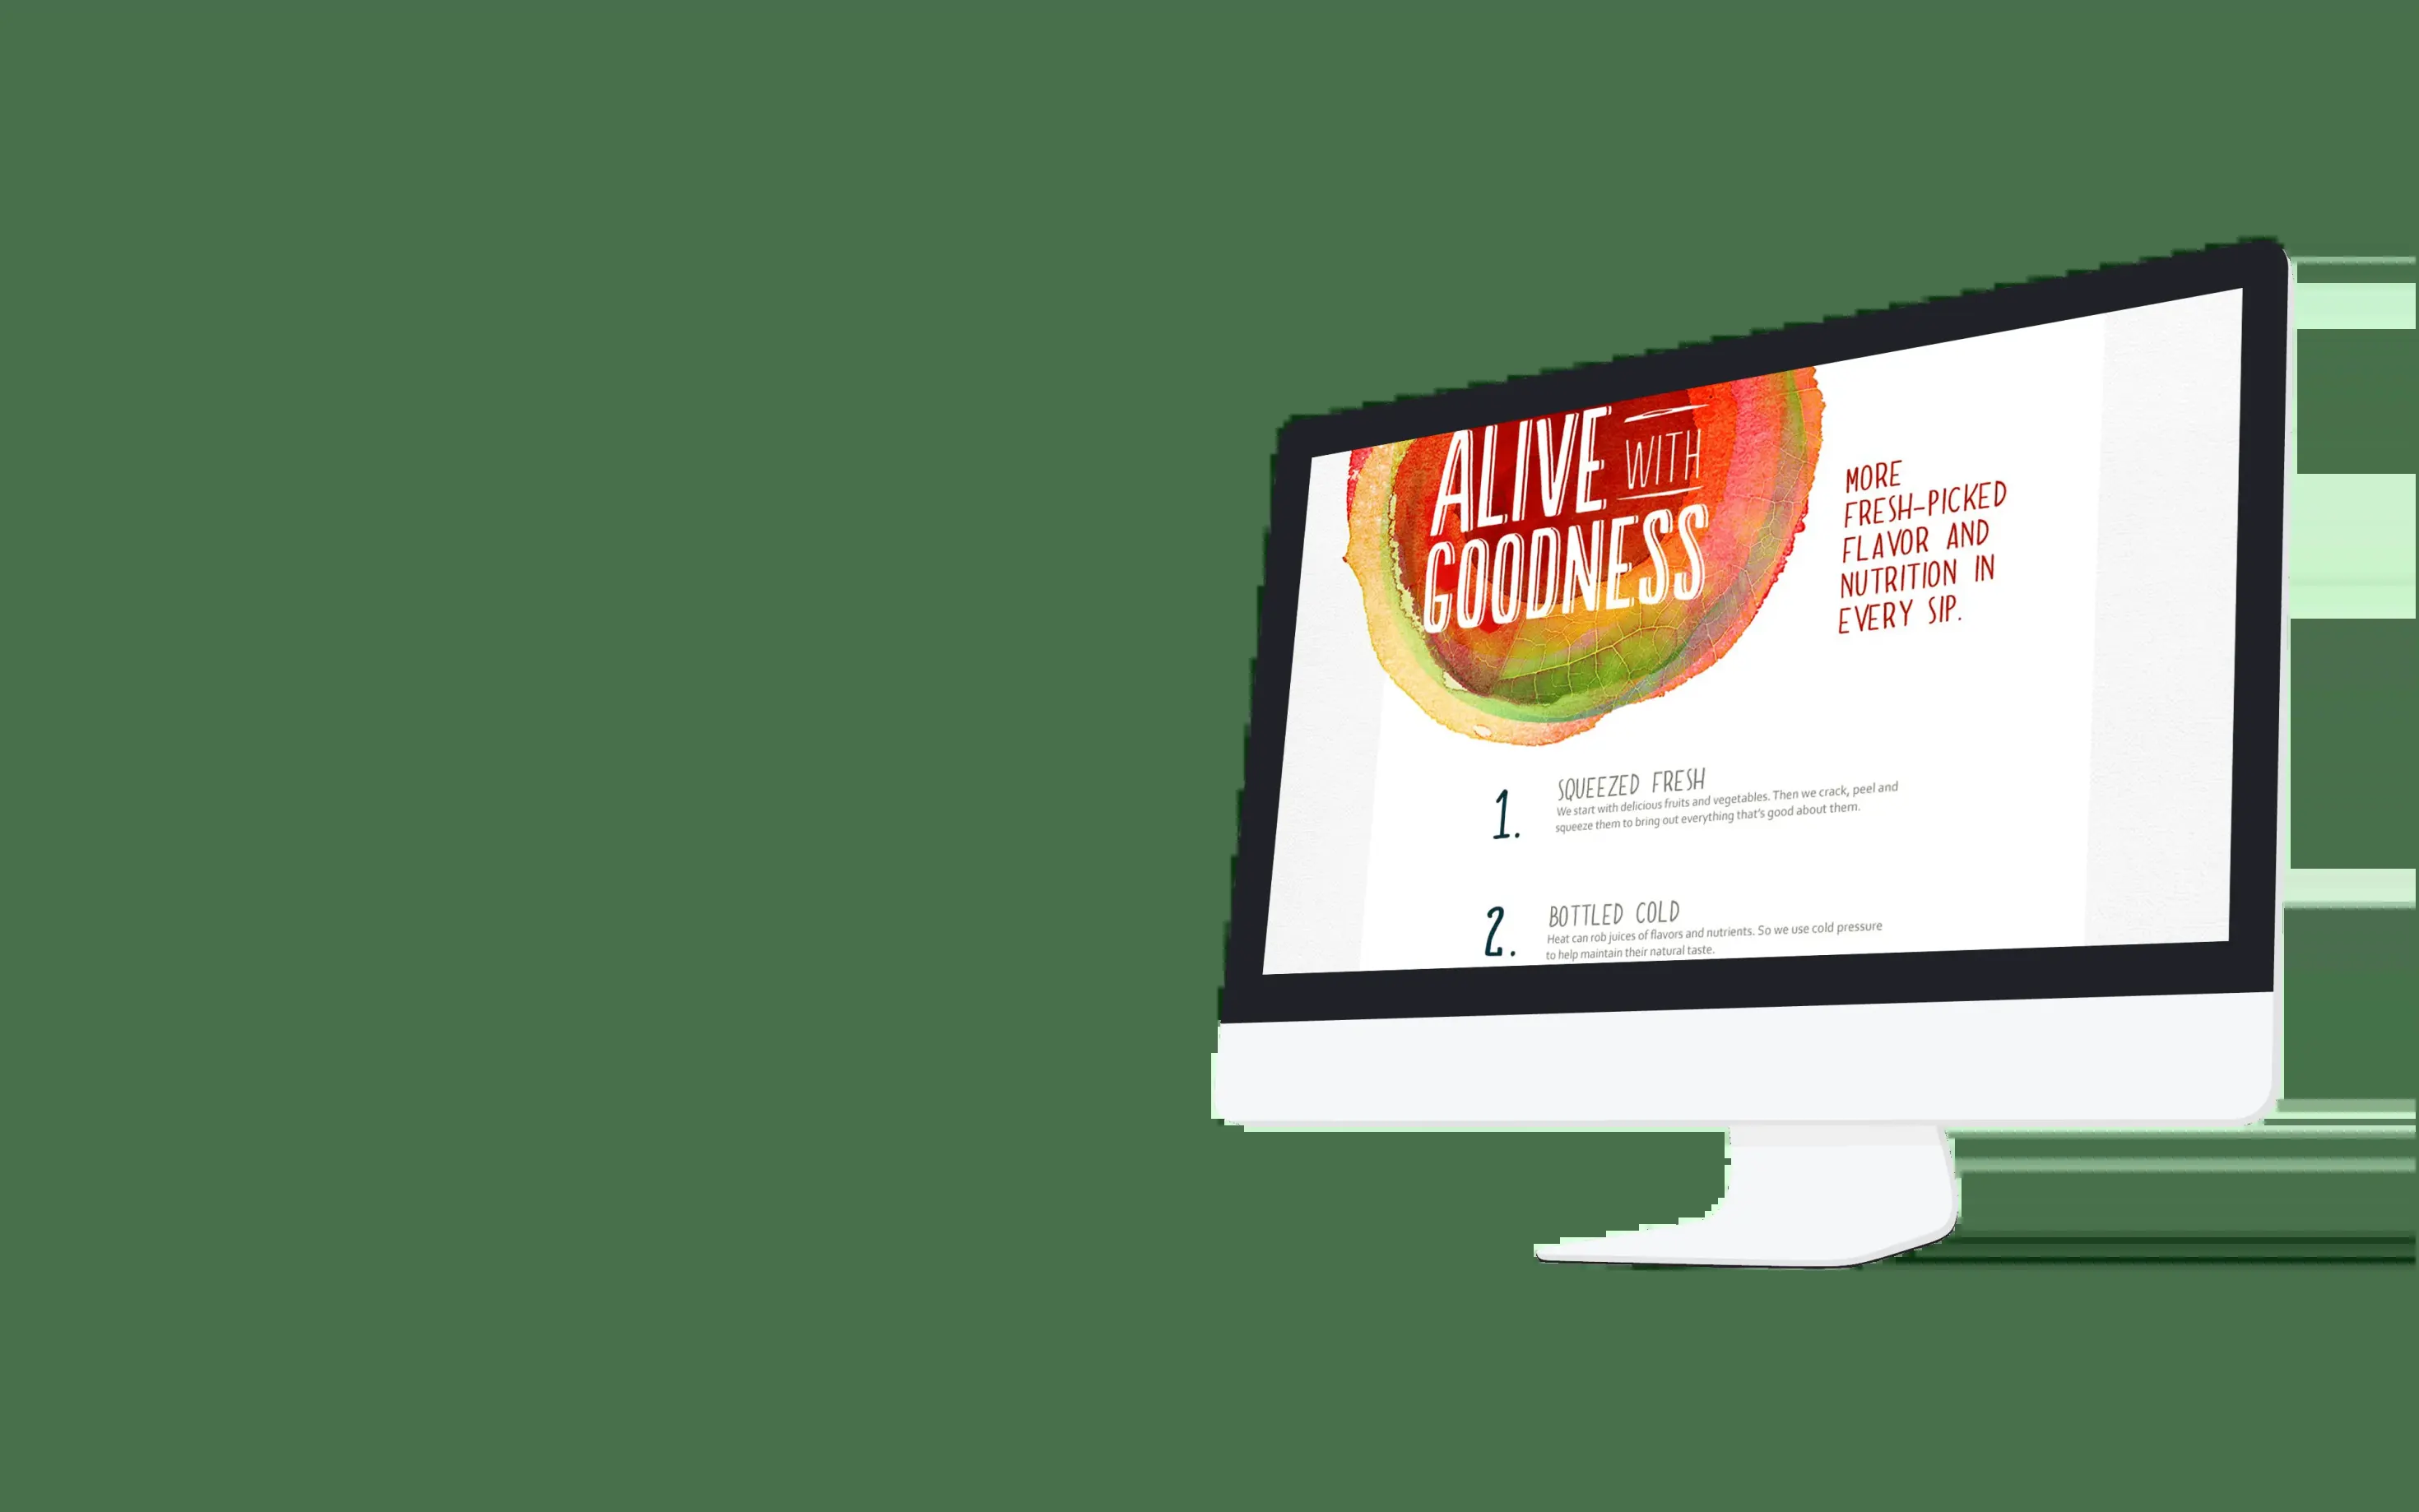 ALIVE WITH
GOODNESS
MORE
FRESH-PICKED
FLAVOR AND
NUTRITION IN
EVERY SIP.
1.
SQUEEZED FRESH
We start with delicious fruits and vegetables. Then we crack, peel and
squeeze them to bring out everything that's good about them.
2.
BOTTLED COLD
Heat can rob juices of flavors and nutrients. So we use cold pressure
to help maintain their natural taste.